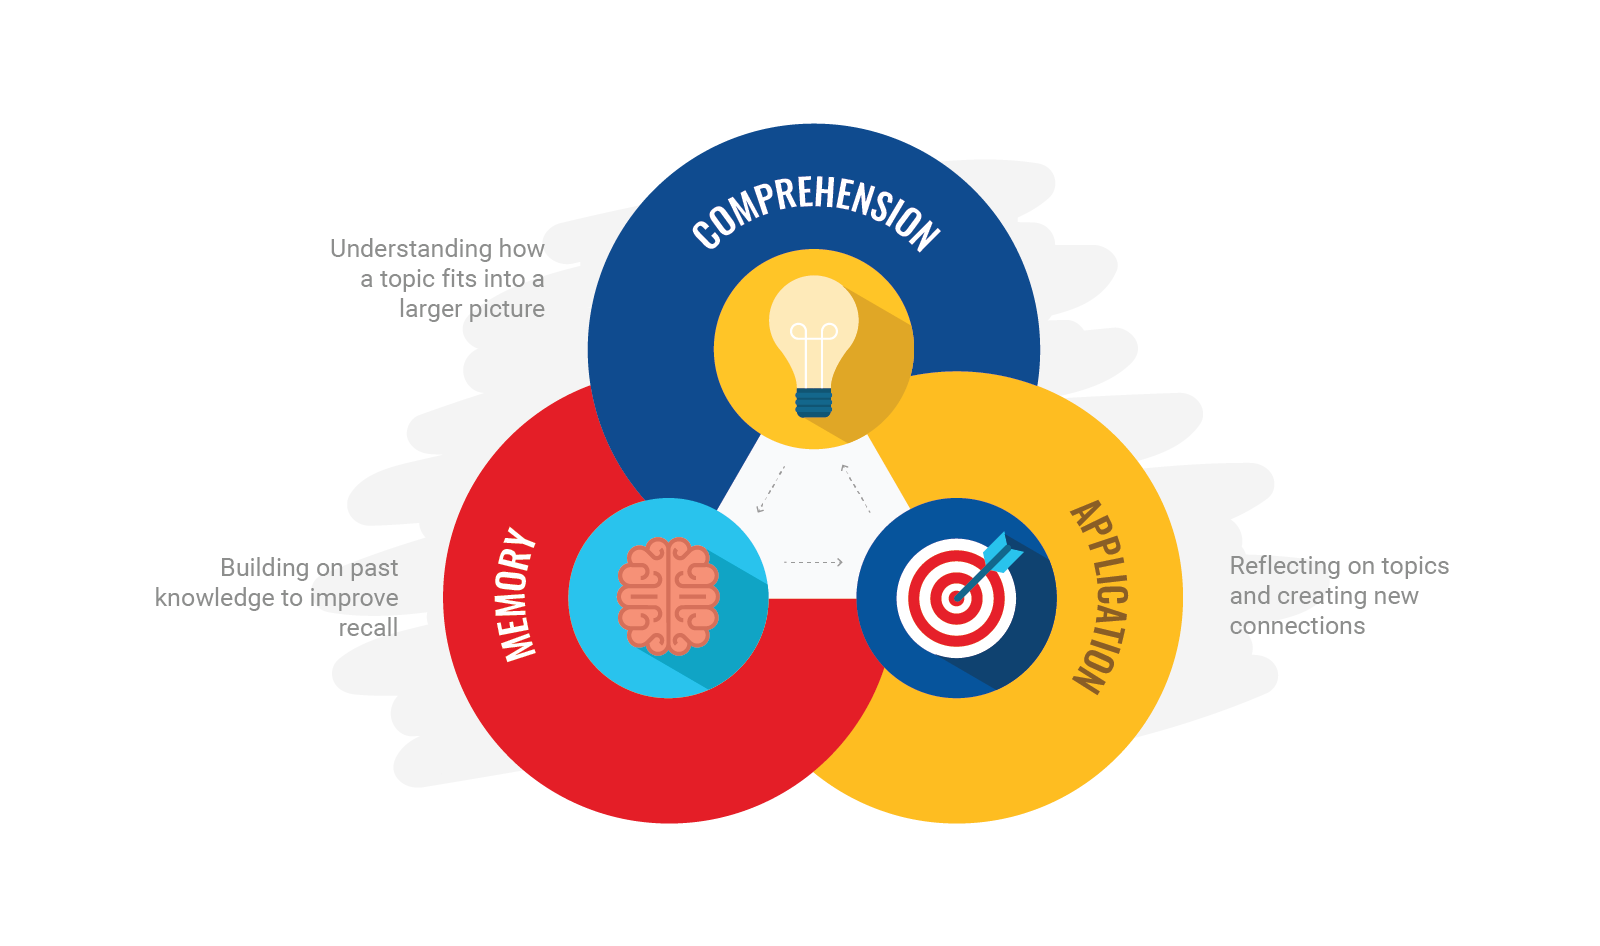 COMPREHENSION
Understanding how
a topic fits into a
larger picture
MEMORY
Building on past
knowledge to improve
recall
APPLICATION
Reflecting on topics
and creating new
connections